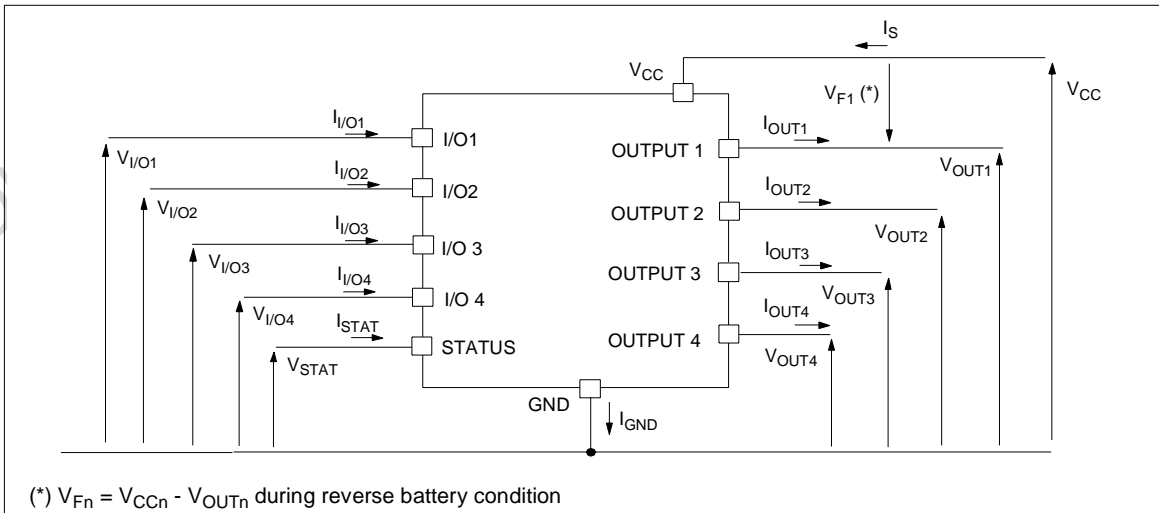 I_S
V_CC
V_F1 (*)
V_CC
I_I/O1
I/O1
V_I/O1
I_I/O2
I/O2
V_I/O2
I_I/O3
I/O 3
V_I/O3
I_I/O4
I/O 4
V_I/O4
I_STAT
STATUS
V_STAT
OUTPUT 1
I_OUT1
V_OUT1
OUTPUT 2
I_OUT2
V_OUT2
OUTPUT 3
I_OUT3
V_OUT3
OUTPUT 4
I_OUT4
V_OUT4
GND
I_GND
(*) V_Fn = V_CCn - V_OUTn during reverse battery condition